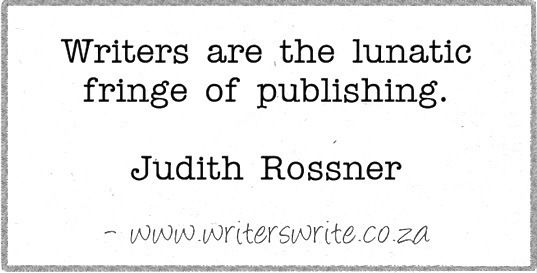 Writers are the lunatic
fringe of publishing.
Judith Rossner
- www.writerswrite.co.za